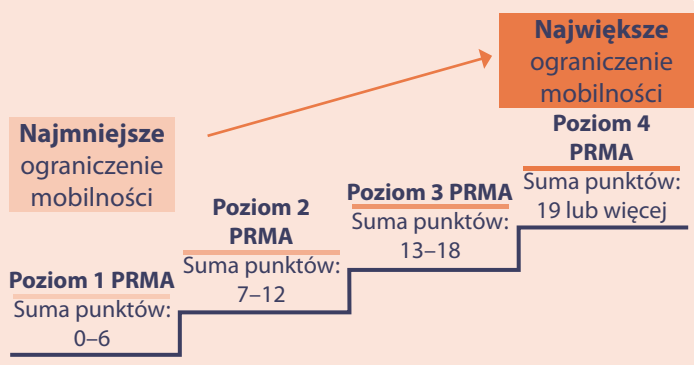 Najmniejsze
ograniczenie
mobilności
Największe
ograniczenie
mobilności
Poziom 1 PRMA
Suma punktów:
0–6
Poziom 2
PRMA
Suma punktów:
7–12
Poziom 3 PRMA
Suma punktów:
13–18
Poziom 4
PRMA
Suma punktów:
19 lub więcej